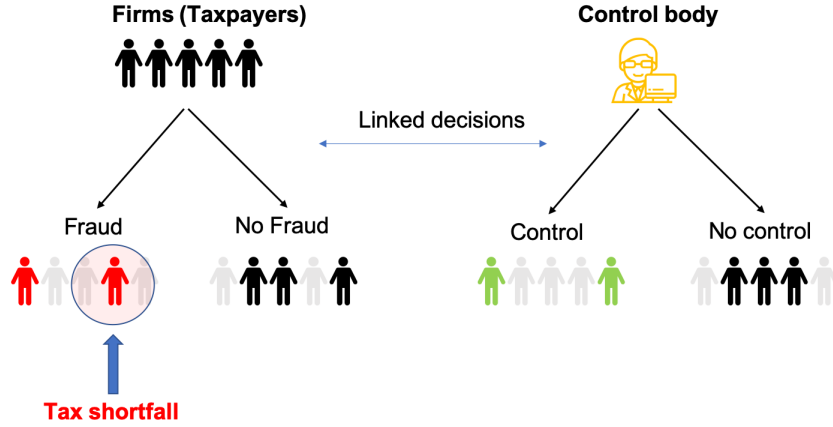 Firms (Taxpayers)
Control body
Linked decisions
Fraud
No Fraud
Control
No control
Tax shortfall